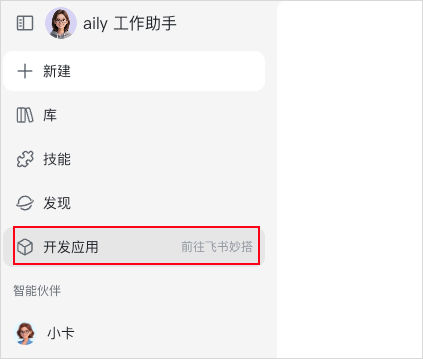 aily 工作助手
新建
库
技能
发现
开发应用 前往飞书妙搭
智能伙伴
小卡